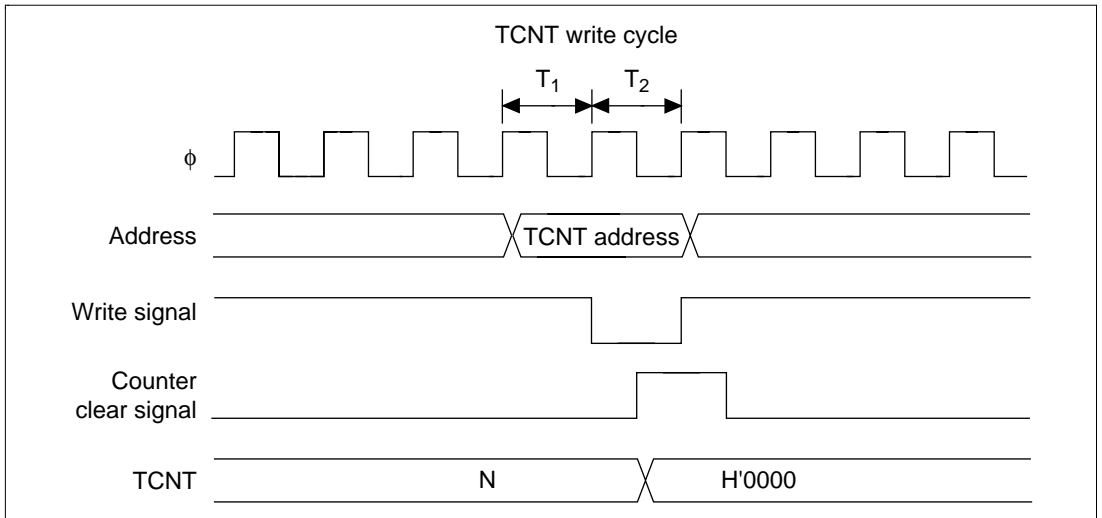 TCNT write cycle
T1 T2
ϕ
Address
TCNT address
Write signal
Counter
clear signal
TCNT
N
H'0000